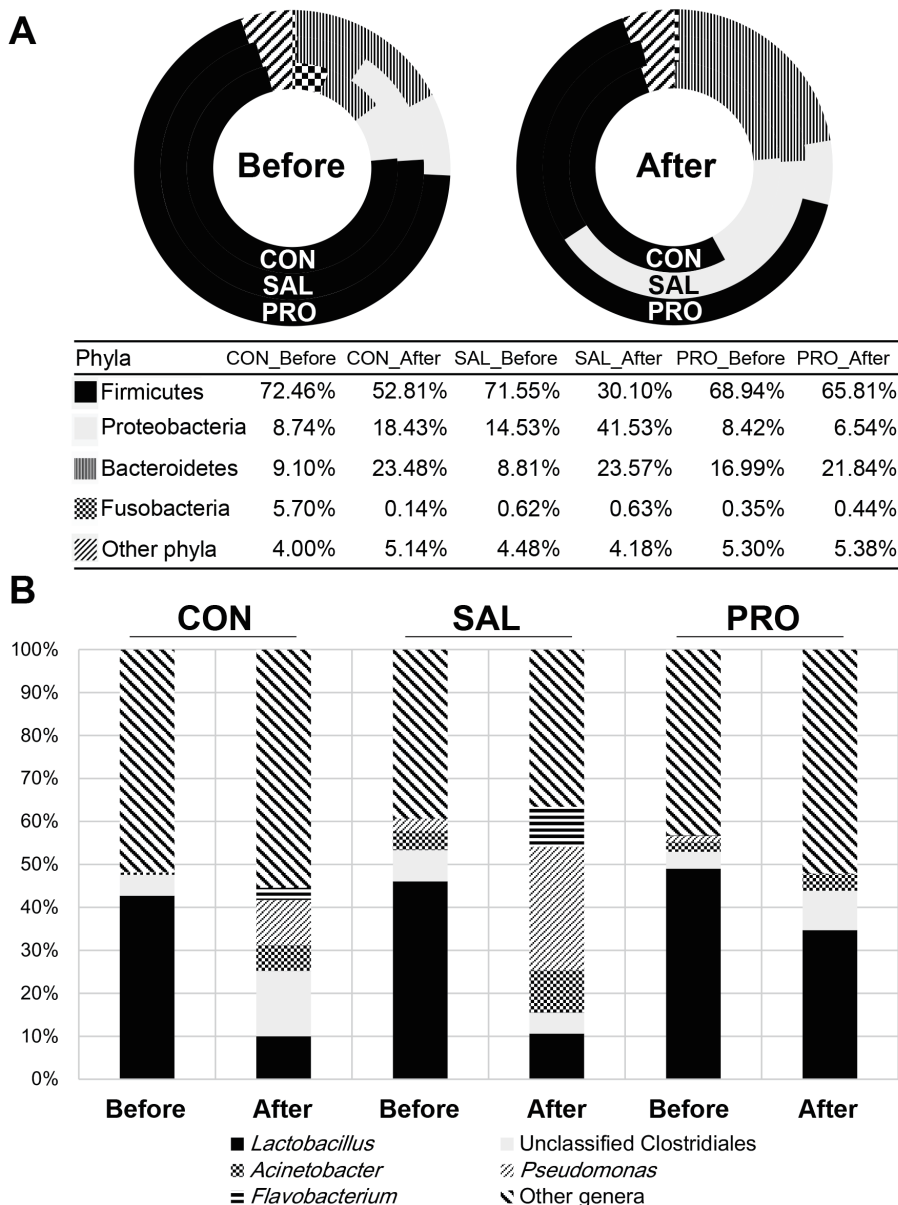 A
Before
CON
SAL
PRO
After
CON
SAL
PRO
Phyla CON_Before CON_After SAL_Before SAL_After PRO_Before PRO_After
Firmicutes 72.46% 52.81% 71.55% 30.10% 68.94% 65.81%
Proteobacteria 8.74% 18.43% 14.53% 41.53% 8.42% 6.54%
Bacteroidetes 9.10% 23.48% 8.81% 23.57% 16.99% 21.84%
Fusobacteria 5.70% 0.14% 0.62% 0.63% 0.35% 0.44%
Other phyla 4.00% 5.14% 4.48% 4.18% 5.30% 5.38%
B
CON SAL PRO
100%
90%
80%
70%
60%
50%
40%
30%
20%
10%
0%
Before After Before After Before After
Lactobacillus Unclassified Clostridiales
Acinetobacter Pseudomonas
Flavobacterium Other genera